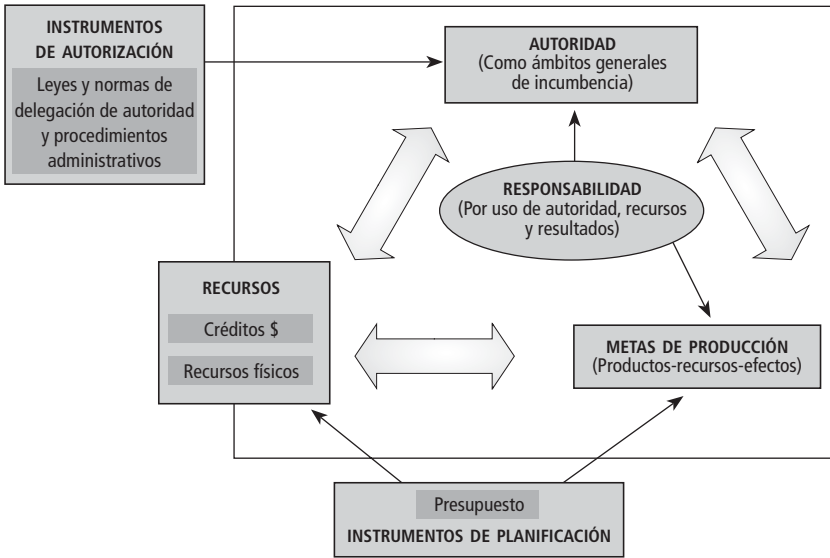 INSTRUMENTOS
DE AUTORIZACIÓN
Leyes y normas de
delegación de autoridad
y procedimientos
administrativos
AUTORIDAD
(Como ámbitos generales
de incumbencia)
RESPONSABILIDAD
(Por uso de autoridad, recursos
y resultados)
RECURSOS
Créditos $
Recursos físicos
METAS DE PRODUCCIÓN
(Productos-recursos-efectos)
Presupuesto
INSTRUMENTOS DE PLANIFICACIÓN